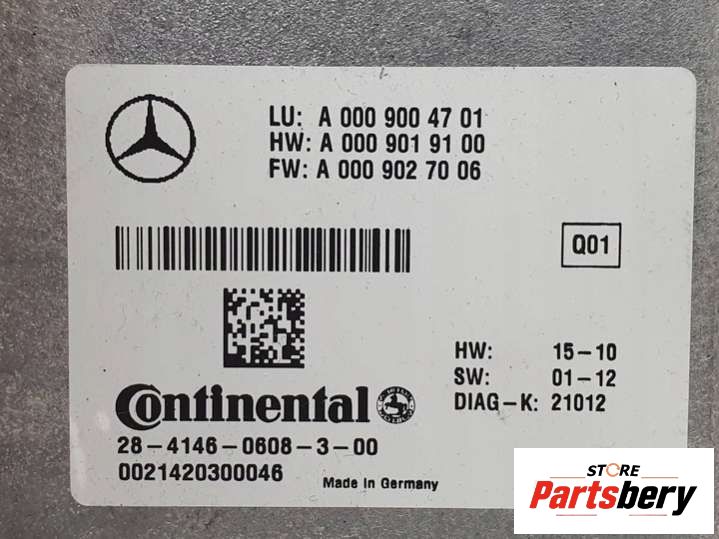 LU: A 000 900 47 01
HW: A 000 901 91 00
FW: A 000 902 70 06
Q01
HW: 15-10
SW: 01-12
DIAG-K: 21012
Continental
28-4146-0608-3-00
0021420300046
Made in Germany
STORE
Partsbery